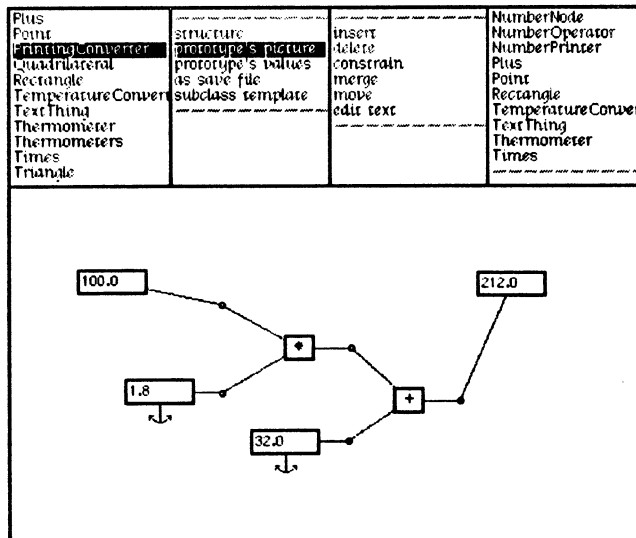 Plus
Point
PrintingConverter
Quadrilateral
Rectangle
TemperatureConvert
TextThing
Thermometer
Thermometers
Times
Triangle
structure
prototype's picture
prototype's values
as save file
subclass template
insert
delete
constrain
merge
move
edit text
NumberNode
NumberOperator
NumberPrinter
Plus
Point
Rectangle
TemperatureConver
TextThing
Thermometer
Times
100.0
212.0
*
1.8
+
32.0